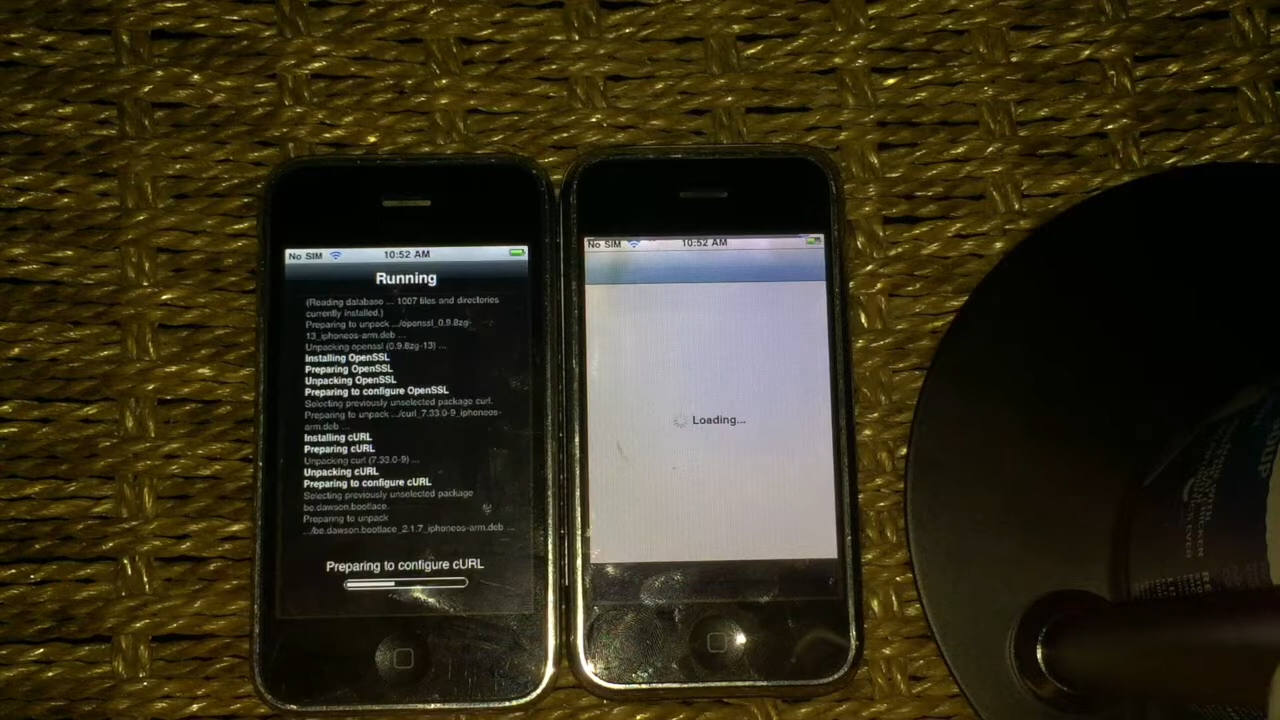 No SIM 10:52 AM
Running
(Reading database ... 1007 files and directories
currently installed.)
Preparing to unpack .../openssl_0.9.8zg-
13_iphoneos-arm.deb ...
Unpacking openssl (0.9.8zg-13) ...
Installing OpenSSL
Preparing OpenSSL
Unpacking OpenSSL
Preparing to configure OpenSSL
Selecting previously unselected package curl.
Preparing to unpack .../curl_7.33.0-9_iphoneos-
arm.deb ...
Installing cURL
Preparing cURL
Unpacking curl (7.33.0-9) ...
Unpacking cURL
Preparing to configure cURL
Selecting previously unselected package
be.dawson.bootlace.
Preparing to unpack
.../be.dawson.bootlace_2.1.7_iphoneos-arm.deb ...
Preparing to configure cURL
No SIM 10:52 AM
Loading...
CHICKEN
LIVER